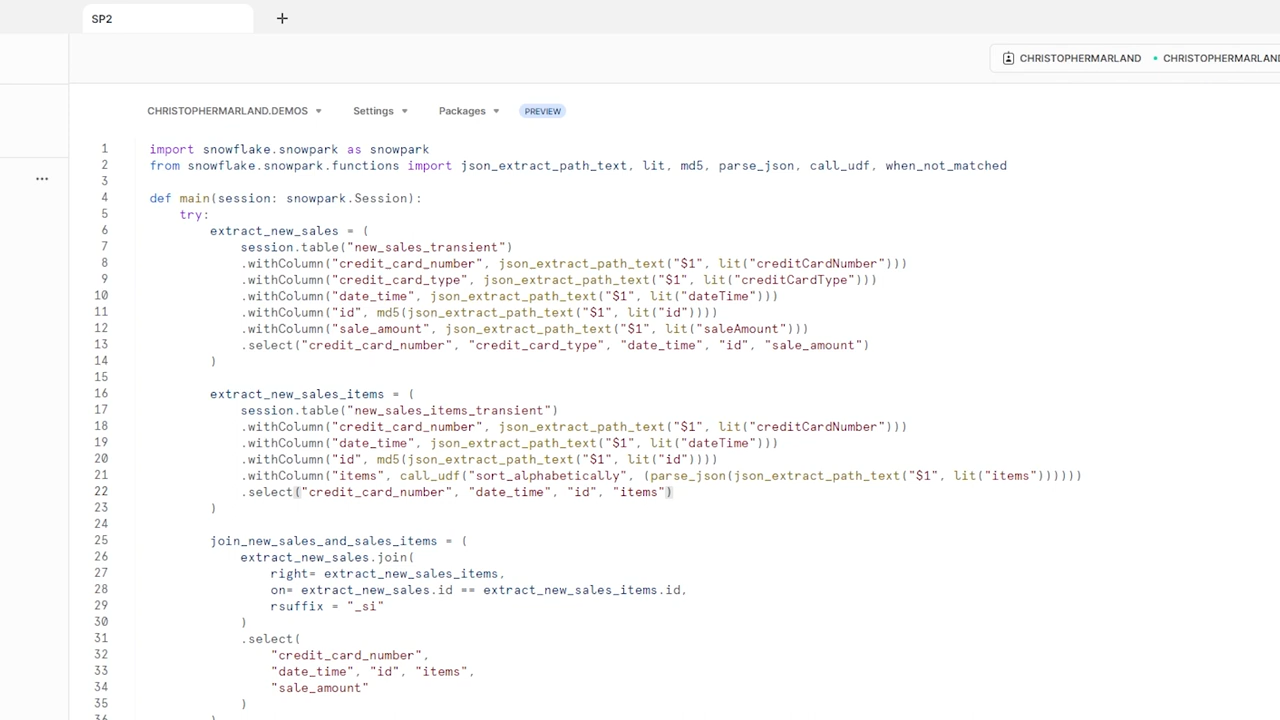 SP2 +
CHRISTOPHERMARLAND • CHRISTOPHERMARLAND
CHRISTOPHERMARLAND.DEMOS Settings Packages PREVIEW
1 import snowflake.snowpark as snowpark
2 from snowflake.snowpark.functions import json_extract_path_text, lit, md5, parse_json, call_udf, when_not_matched
3
4 def main(session: snowpark.Session):
5     try:
6         extract_new_sales = (
7             session.table("new_sales_transient")
8             .withColumn("credit_card_number", json_extract_path_text("$1", lit("creditCardNumber")))
9             .withColumn("credit_card_type", json_extract_path_text("$1", lit("creditCardType")))
10             .withColumn("date_time", json_extract_path_text("$1", lit("dateTime")))
11             .withColumn("id", md5(json_extract_path_text("$1", lit("id"))))
12             .withColumn("sale_amount", json_extract_path_text("$1", lit("saleAmount")))
13             .select("credit_card_number", "credit_card_type", "date_time", "id", "sale_amount")
14         )
15
16         extract_new_sales_items = (
17             session.table("new_sales_items_transient")
18             .withColumn("credit_card_number", json_extract_path_text("$1", lit("creditCardNumber")))
19             .withColumn("date_time", json_extract_path_text("$1", lit("dateTime")))
20             .withColumn("id", md5(json_extract_path_text("$1", lit("id"))))
21             .withColumn("items", call_udf("sort_alphabetically", (parse_json(json_extract_path_text("$1", lit("items"))))))
22             .select("credit_card_number", "date_time", "id", "items")
23         )
24
25         join_new_sales_and_sales_items = (
26             extract_new_sales.join(
27                 right= extract_new_sales_items,
28                 on= extract_new_sales.id == extract_new_sales_items.id,
29                 rsuffix = "_si"
30             )
31             .select(
32                 "credit_card_number",
33                 "date_time", "id", "items",
34                 "sale_amount"
35             )
36         )